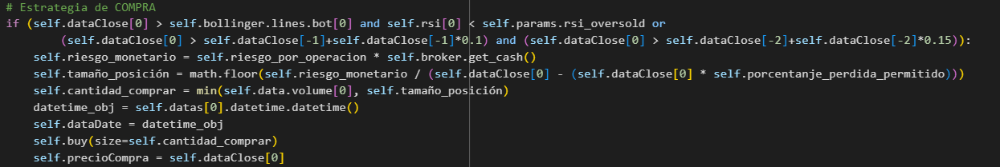 # Estrategia de COMPRA
if (self.dataClose[0] > self.bollinger.lines.bot[0] and self.rsi[0] < self.params.rsi_oversold or
(self.dataClose[0] > self.dataClose[-1]+self.dataClose[-1]*0.1) and (self.dataClose[0] > self.dataClose[-2]+self.dataClose[-2]*0.15)):
self.riesgo_monetario = self.riesgo_por_operacion * self.broker.get_cash()
self.tamaño_posición = math.floor(self.riesgo_monetario / (self.dataClose[0] - (self.dataClose[0] * self.porcentanje_perdida_permitido)))
self.cantidad_comprar = min(self.data.volume[0], self.tamaño_posición)
datetime_obj = self.datas[0].datetime.datetime()
self.dataDate = datetime_obj
self.buy(size=self.cantidad_comprar)
self.precioCompra = self.dataClose[0]